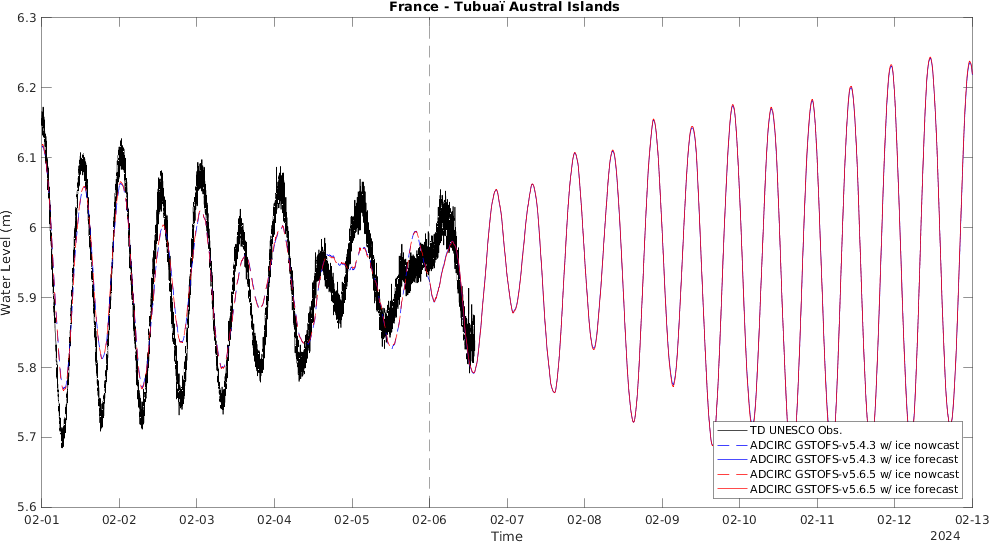 France - Tubuaï Austral Islands
6.3
6.2
6.1
6
5.9
5.8
5.7
5.6
Water Level (m)
TD UNESCO Obs.
ADCIRC GSTOFS-v5.4.3 w/ ice nowcast
ADCIRC GSTOFS-v5.4.3 w/ ice forecast
ADCIRC GSTOFS-v5.6.5 w/ ice nowcast
ADCIRC GSTOFS-v5.6.5 w/ ice forecast
02-01 02-02 02-03 02-04 02-05 02-06 02-07 02-08 02-09 02-10 02-11 02-12 02-13
Time
2024